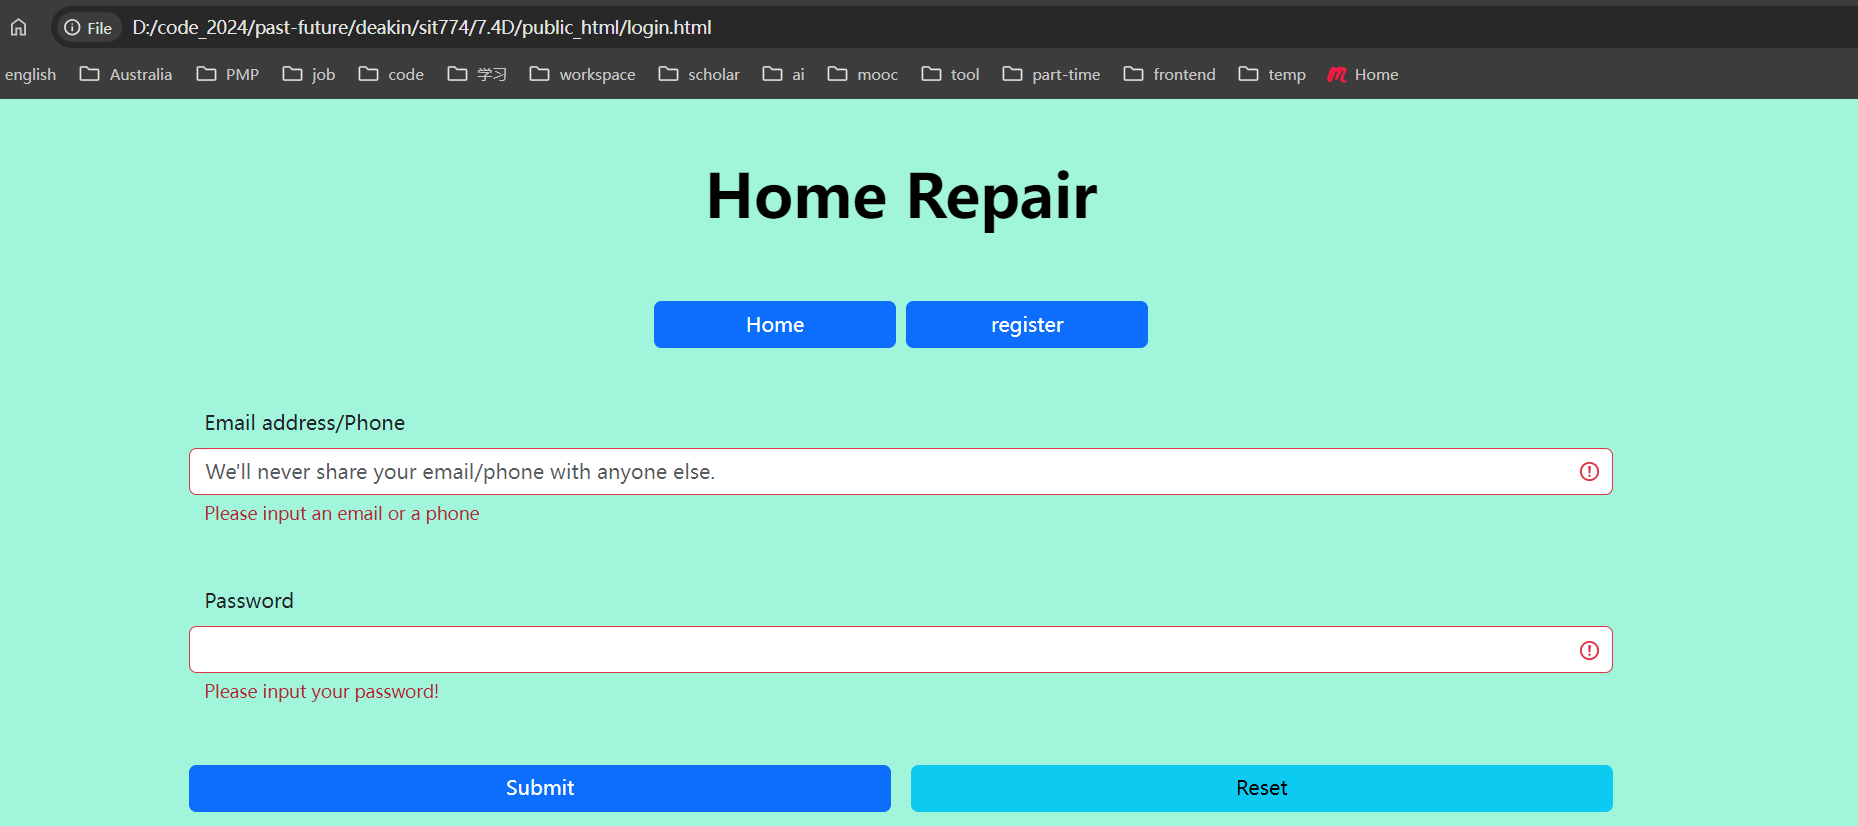 File D:/code_2024/past-future/deakin/sit774/7.4D/public_html/login.html
english Australia PMP job code 学习 workspace scholar ai mooc tool part-time frontend temp Home
Home Repair
Home register
Email address/Phone
We'll never share your email/phone with anyone else.
Please input an email or a phone
Password
Please input your password!
Submit Reset